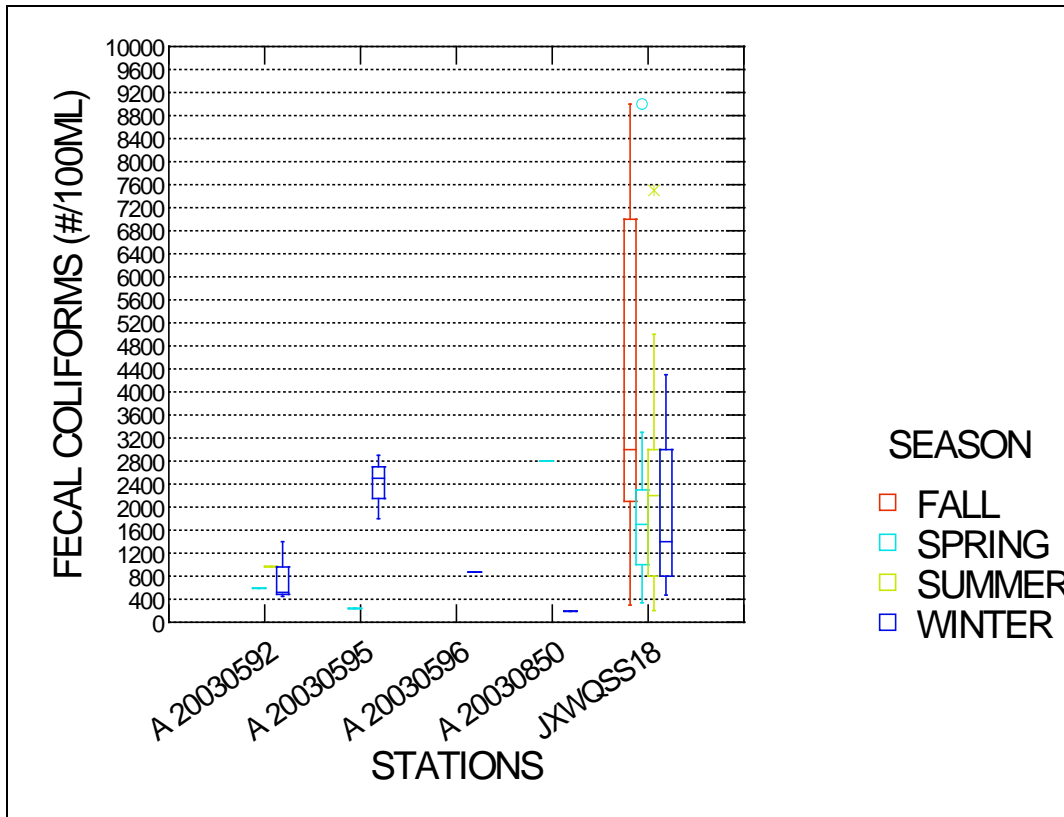 FECAL COLIFORMS (#/100ML)
10000
9600
9200
8800
8400
8000
7600
7200
6800
6400
6000
5600
5200
4800
4400
4000
3600
3200
2800
2400
2000
1600
1200
800
400
0
A 20030592
A 20030595
A 20030596
A 20030850
JXWQSS18
STATIONS
SEASON
FALL
SPRING
SUMMER
WINTER